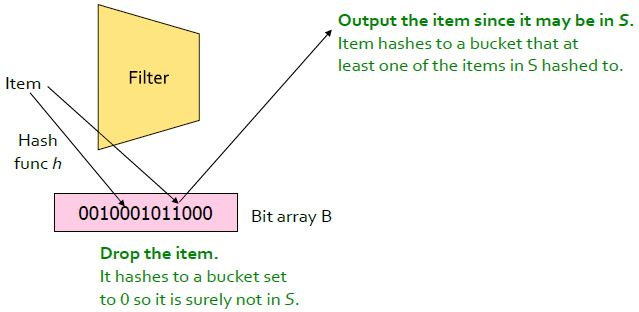 Output the item since it may be in S.
Item hashes to a bucket that at
least one of the items in S hashed to.
Filter
Item
Hash
func h
0010001011000
Bit array B
Drop the item.
It hashes to a bucket set
to 0 so it is surely not in S.